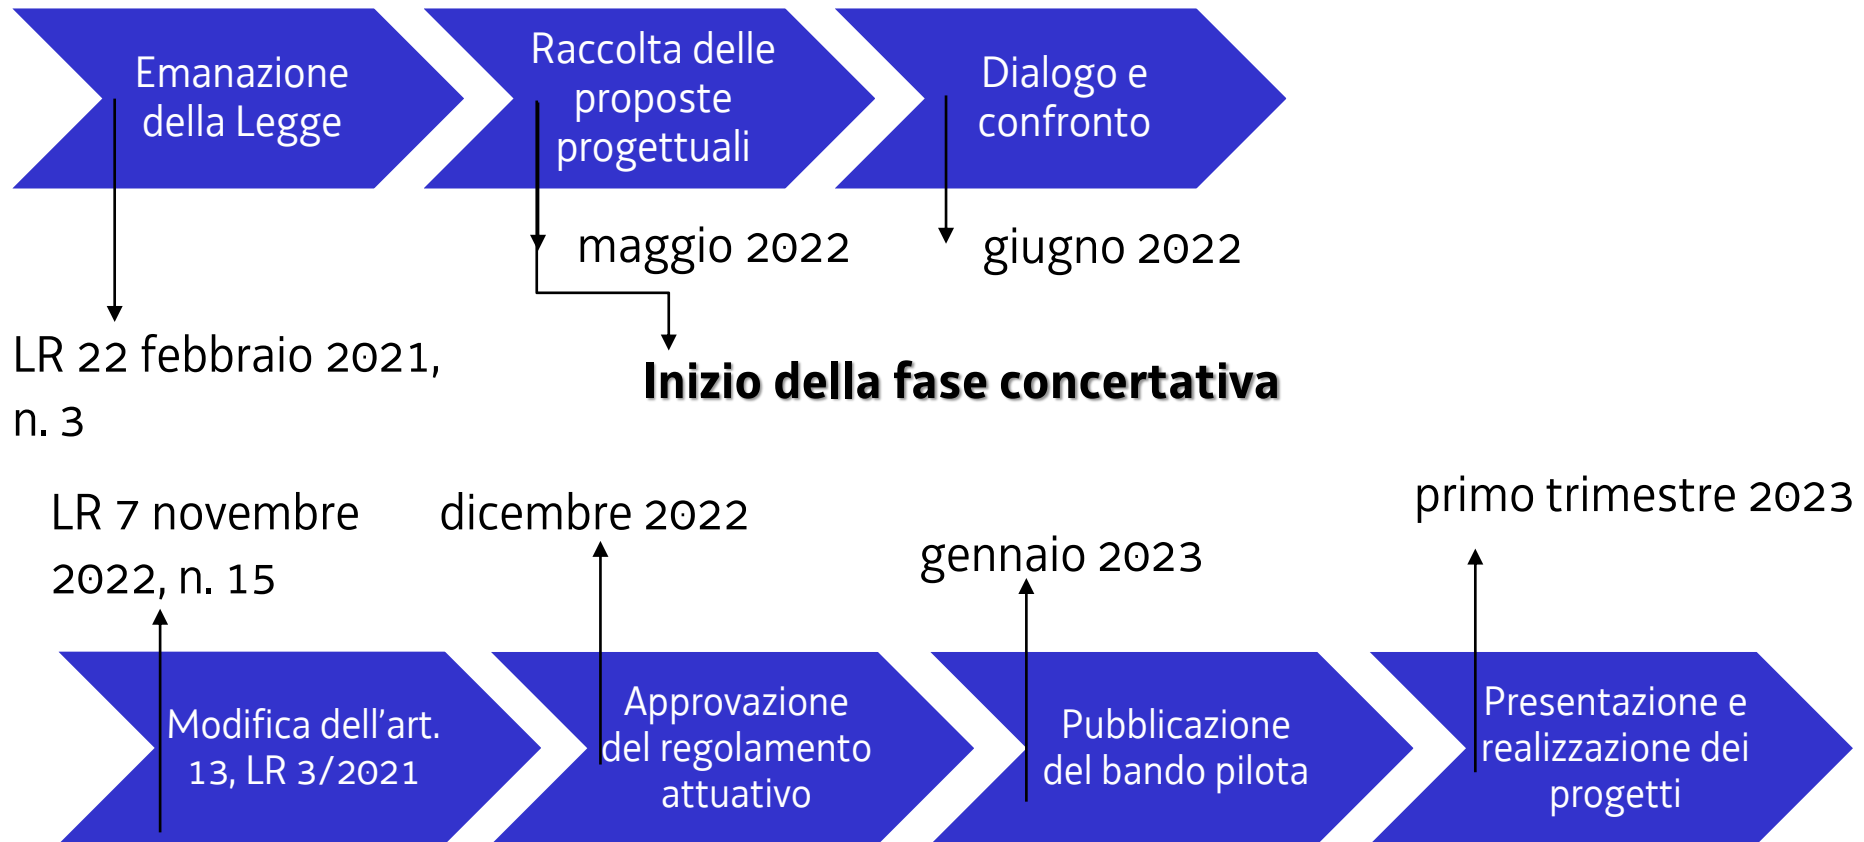 Emanazione
della Legge
Raccolta delle
proposte
progettuali
Dialogo e
confronto
maggio 2022
giugno 2022
LR 22 febbraio 2021,
n. 3
Inizio della fase concertativa
LR 7 novembre
2022, n. 15
dicembre 2022
gennaio 2023
primo trimestre 2023
Modifica dell’art.
13, LR 3/2021
Approvazione
del regolamento
attuativo
Pubblicazione
del bando pilota
Presentazione e
realizzazione dei
progetti